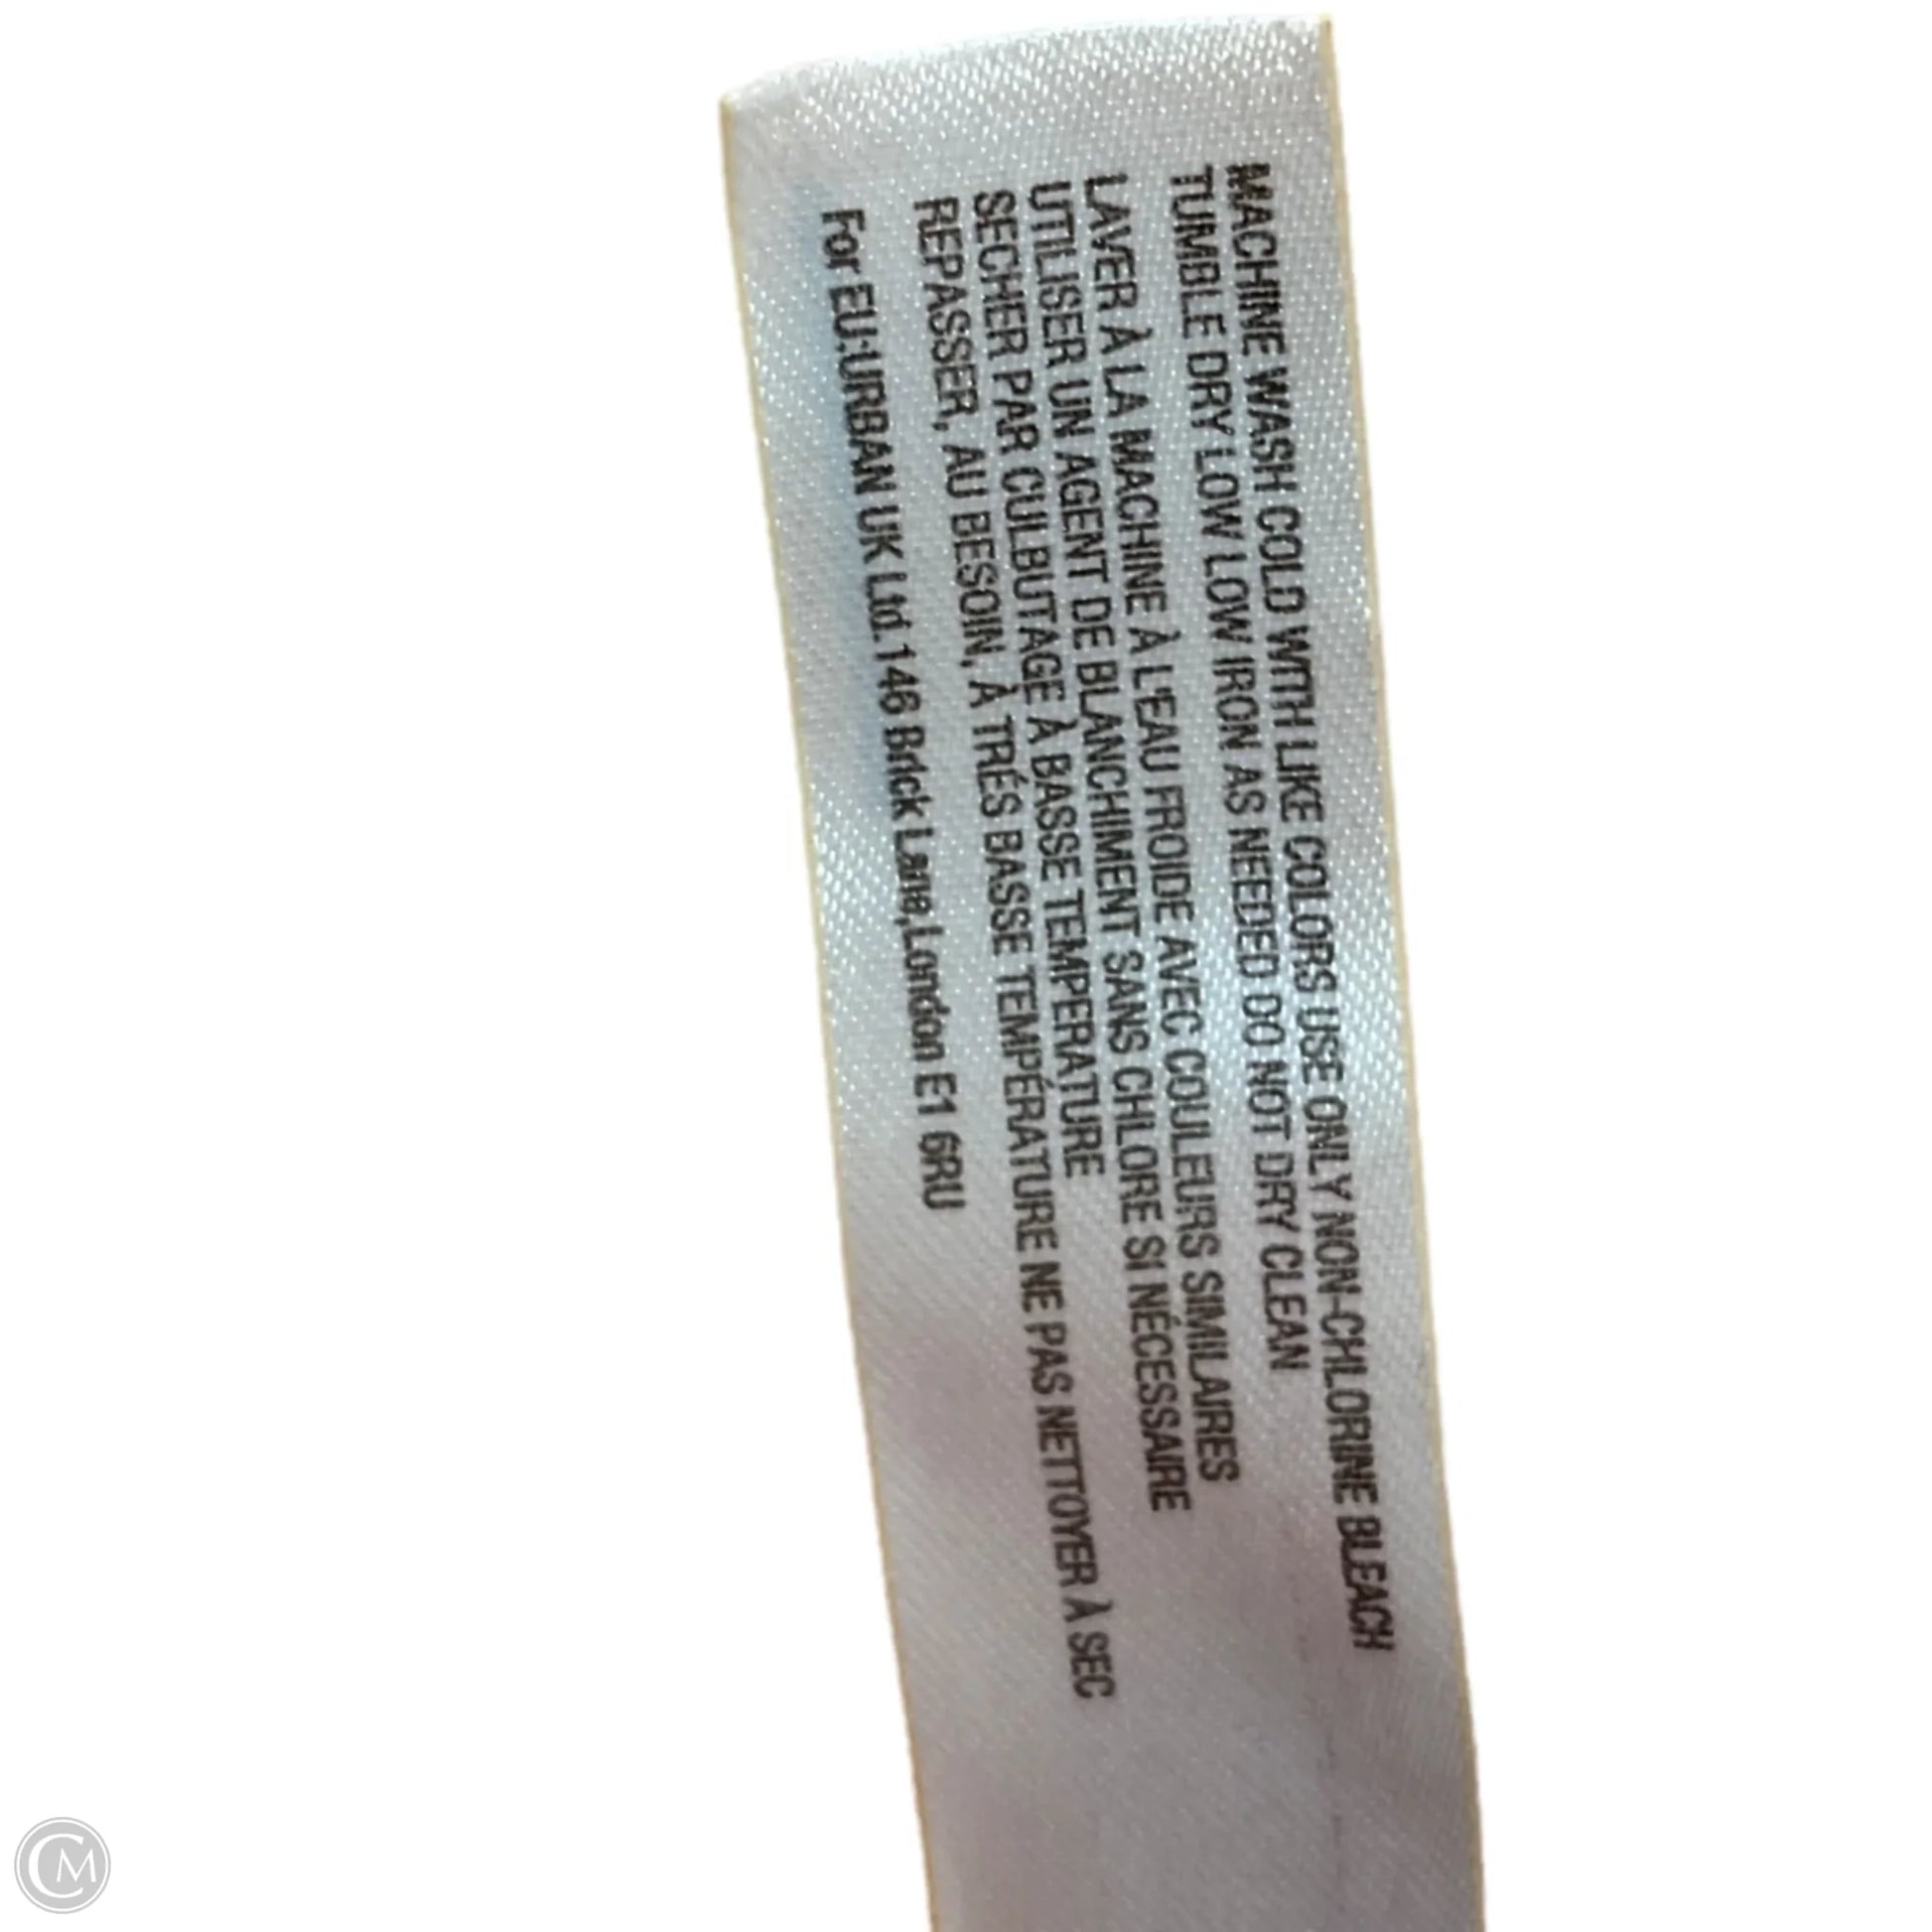 MACHINE WASH COLD WITH LIKE COLORS USE ONLY NON-CHLORINE BLEACH
TUMBLE DRY LOW LOW IRON AS NEEDED DO NOT DRY CLEAN
LAVER À LA MACHINE À L'EAU FROIDE AVEC COULEURS SIMILAIRES
UTILISER UN AGENT DE BLANCHIMENT SANS CHLORE SI NÉCESSAIRE
SECHER PAR CULBUTAGE À BASSE TEMPERATURE
REPASSER, AU BESOIN, À TRÉS BASSE TEMPÉRATURE NE PAS NETTOYER À SEC
For EU:URBAN UK Ltd.146 Brick Lane,London E1 6RU
CM